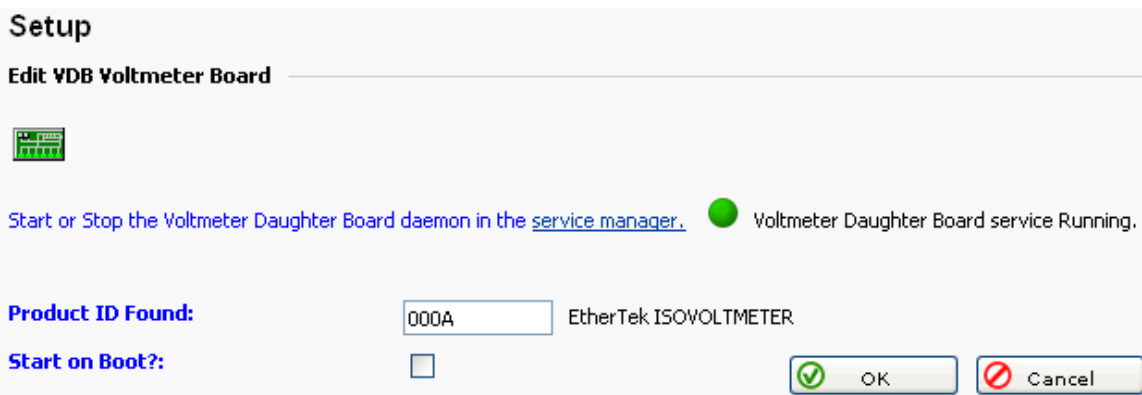 Setup
Edit VDB Voltmeter Board
Start or Stop the Voltmeter Daughter Board daemon in the service manager. Voltmeter Daughter Board service Running.
Product ID Found: 000A EtherTek ISOVOLTMETER
Start on Boot?: OK Cancel